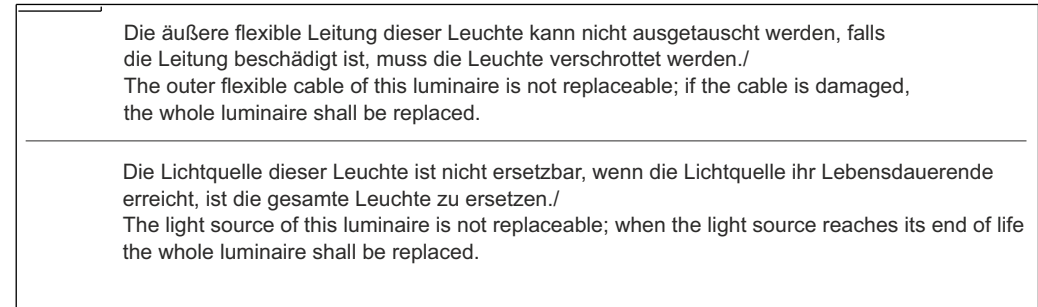 Die äußere flexible Leitung dieser Leuchte kann nicht ausgetauscht werden, falls
die Leitung beschädigt ist, muss die Leuchte verschrottet werden./
The outer flexible cable of this luminaire is not replaceable; if the cable is damaged,
the whole luminaire shall be replaced.
Die Lichtquelle dieser Leuchte ist nicht ersetzbar, wenn die Lichtquelle ihr Lebensdauerende
erreicht, ist die gesamte Leuchte zu ersetzen./
The light source of this luminaire is not replaceable; when the light source reaches its end of life
the whole luminaire shall be replaced.